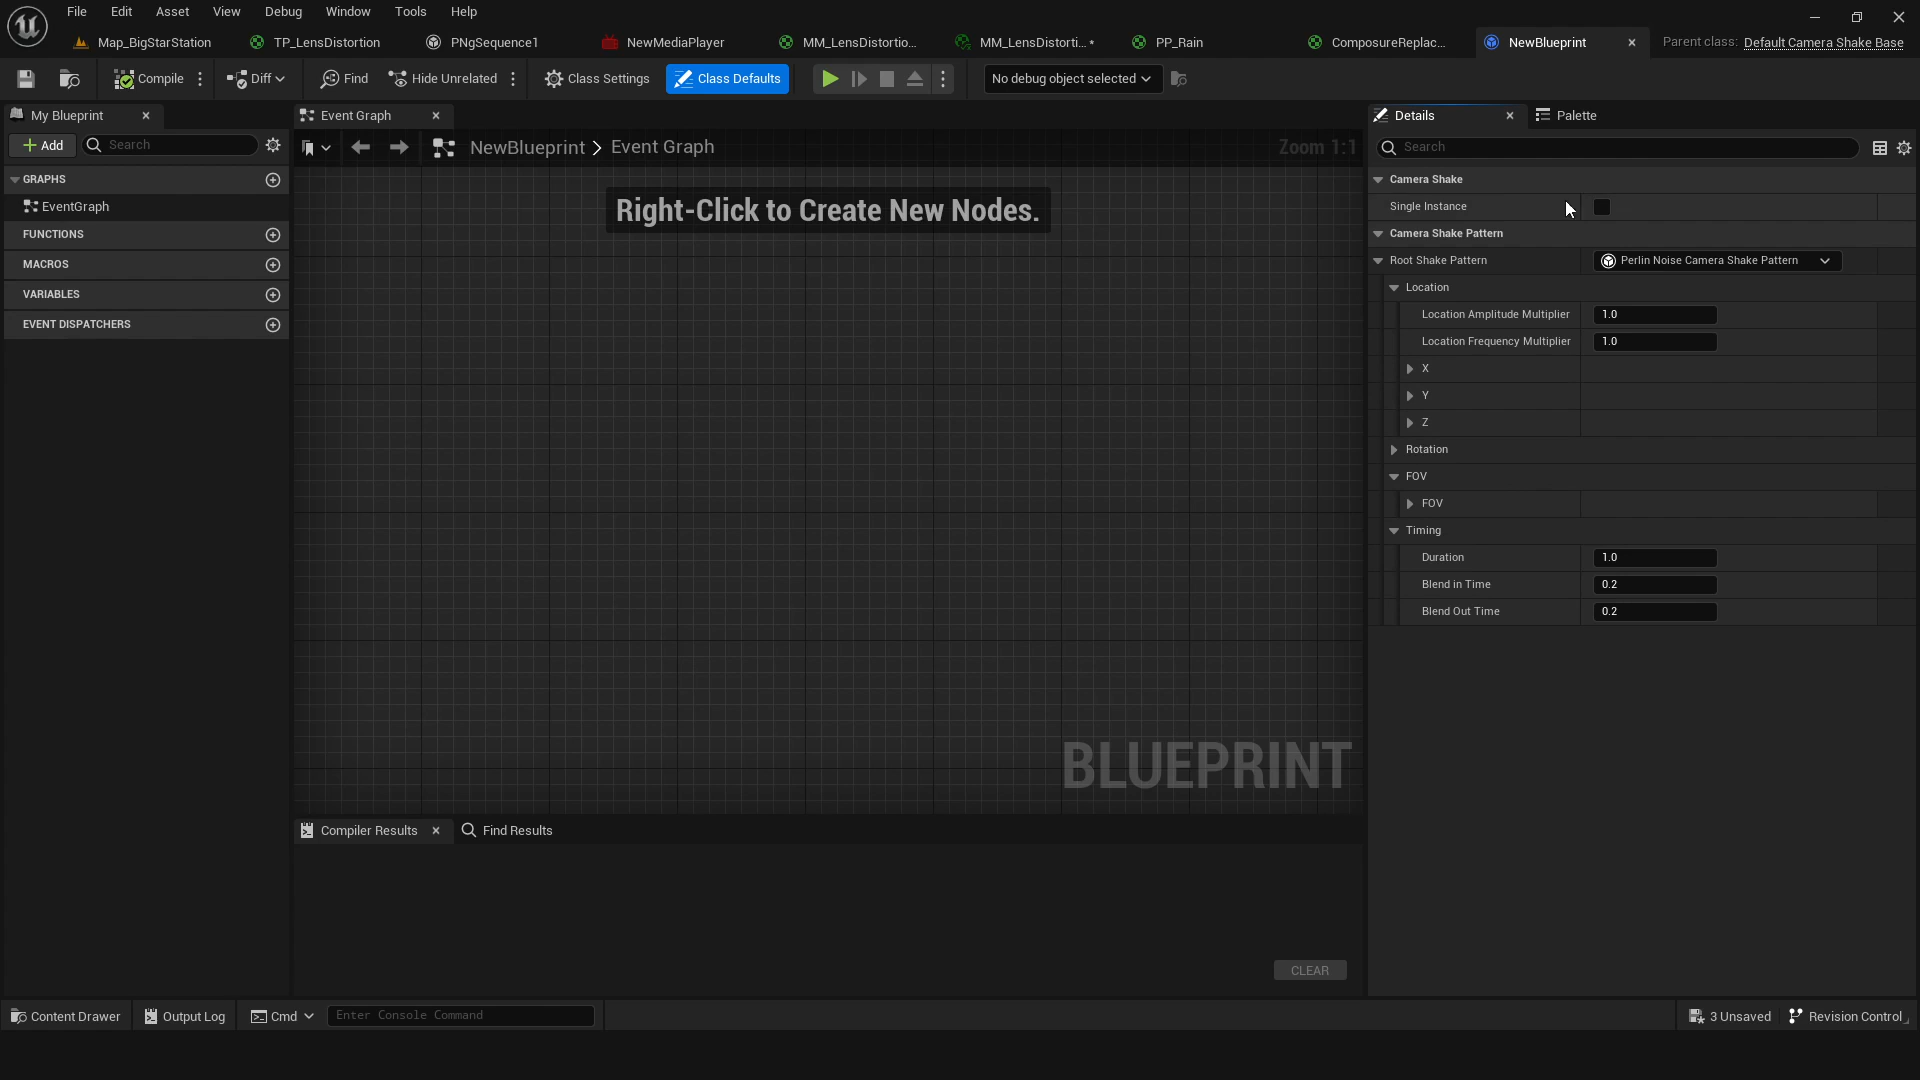 File Edit Asset View Debug Window Tools Help
Map_BigStarStation TP_LensDistortion PNgSequence1 NewMediaPlayer MM_LensDistortio... MM_LensDistorti...* PP_Rain ComposureReplac... NewBlueprint Parent class: Default Camera Shake Base
Compile Diff Find Hide Unrelated Class Settings Class Defaults No debug object selected
My Blueprint
Add Search
GRAPHS
EventGraph
FUNCTIONS
MACROS
VARIABLES
EVENT DISPATCHERS
Event Graph
NewBlueprint > Event Graph Zoom 1:1
Right-Click to Create New Nodes.
BLUEPRINT
Compiler Results Find Results
CLEAR
Details Palette
Search
Camera Shake
Single Instance
Camera Shake Pattern
Root Shake Pattern Perlin Noise Camera Shake Pattern
Location
Location Amplitude Multiplier 1.0
Location Frequency Multiplier 1.0
X
Y
Z
Rotation
FOV
FOV
Timing
Duration 1.0
Blend in Time 0.2
Blend Out Time 0.2
Content Drawer Output Log Cmd Enter Console Command 3 Unsaved Revision Control